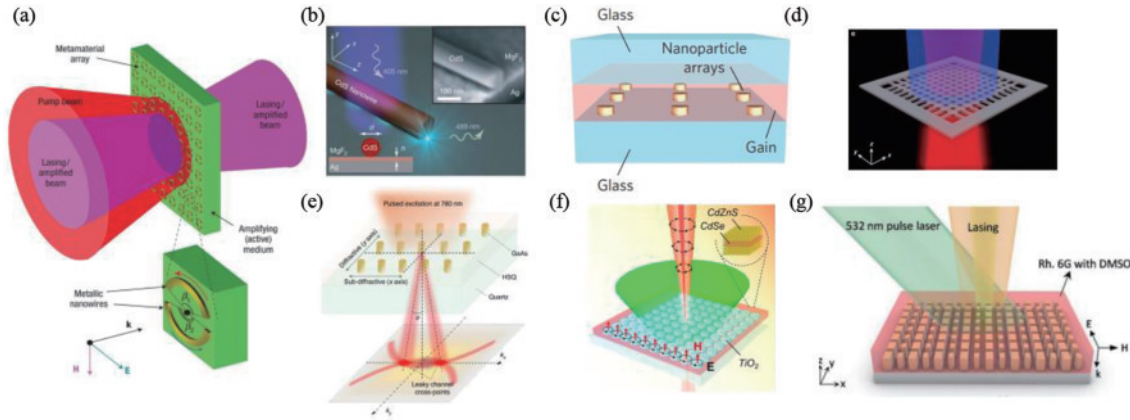 (a)
Metamaterial
array
Pump beam
Lasing/
amplified
beam
Lasing/
amplified
beam
Amplifying
(active)
medium
Metallic
nanowires
k
H
E
(b)
405 nm
CdS
MgF2
Ag
100 nm
CdS Nanowire
489 nm
d
CdS
MgF2
h
Ag
(c)
Glass
Nanoparticle
arrays
Gain
Glass
(d)
(e)
Pulsed excitation at 780 nm
Diffractive (y axis)
Sub-diffractive (x axis)
GaAs
HSQ
Quartz
Leaky channel
cross-points
(f)
CdZnS
CdSe
H
E
TiO2
(g)
532 nm pulse laser
Lasing
Rh. 6G with DMSO
E
H
k
z
y
x